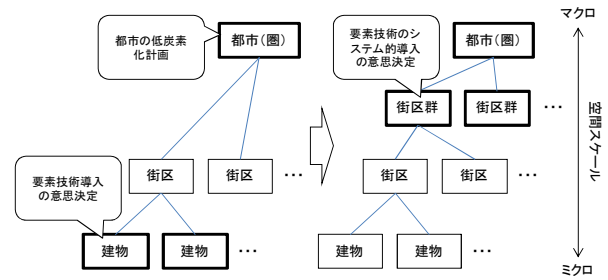 都市の低炭素
化計画
都市(圏)
要素技術導入
の意思決定
街区
街区
・・・
建物
建物
・・・
要素技術のシ
ステム的導入
の意思決定
都市(圏)
街区群
街区群
・・・
街区
街区
・・・
建物
建物
・・・
マクロ
空間スケール
ミクロ